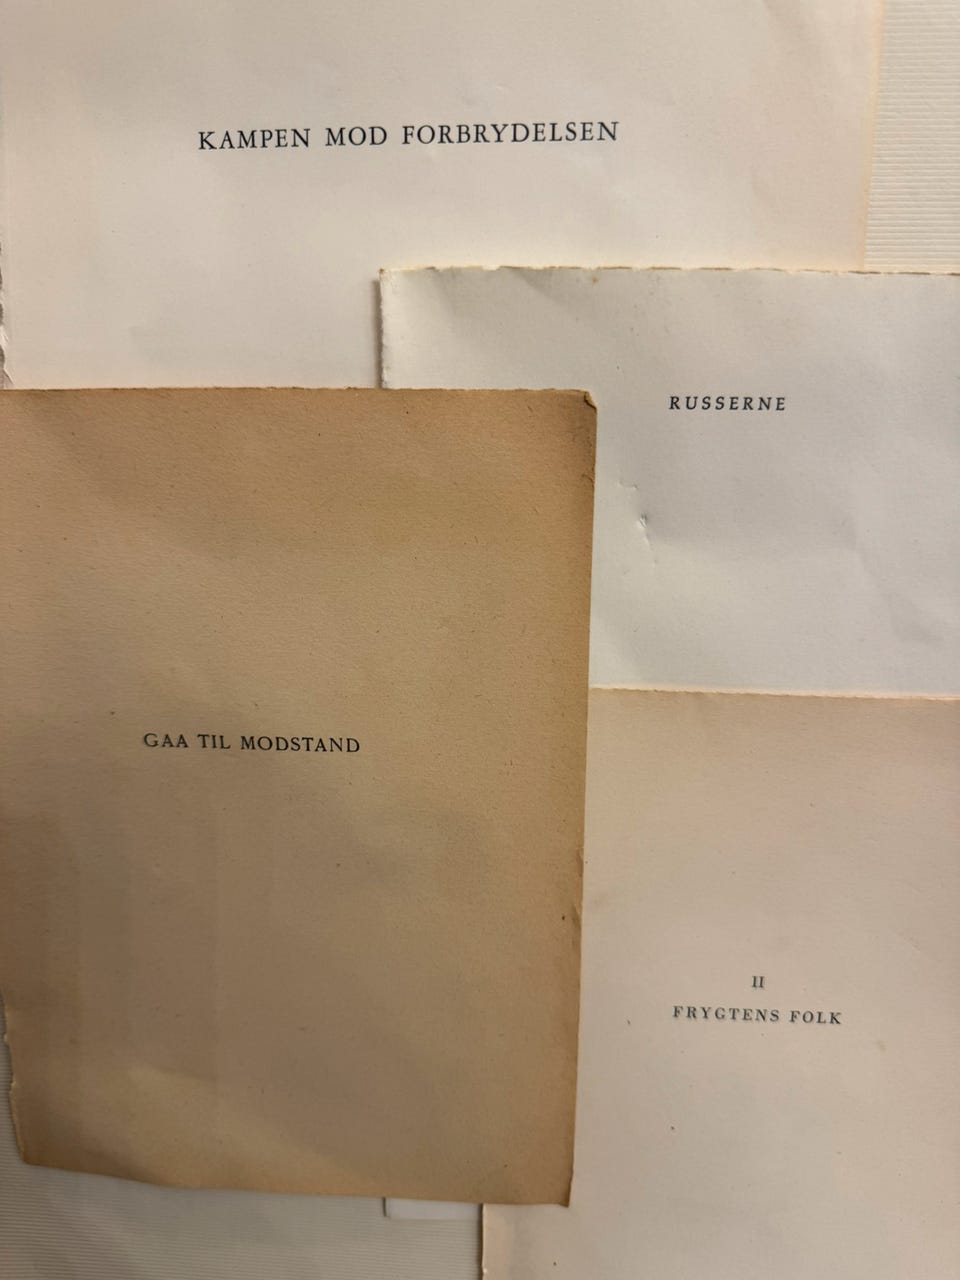 KAMPEN MOD FORBRYDELSEN
RUSSERNE
GAA TIL MODSTAND
II
FRYGTENS FOLK